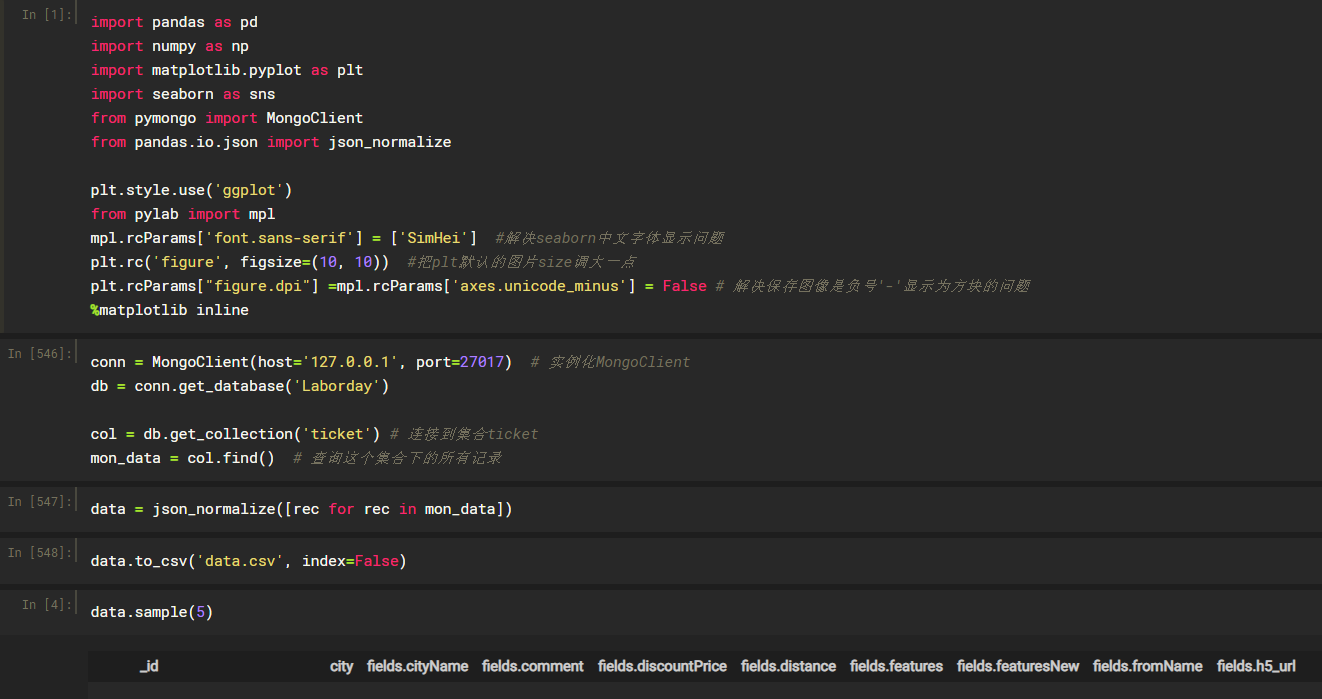 In [1]:
import pandas as pd
import numpy as np
import matplotlib.pyplot as plt
import seaborn as sns
from pymongo import MongoClient
from pandas.io.json import json_normalize
plt.style.use('ggplot')
from pylab import mpl
mpl.rcParams['font.sans-serif'] = ['SimHei']  #解决seaborn中文字体显示问题
plt.rc('figure', figsize=(10, 10))  #把plt默认的图片size调大一点
plt.rcParams["figure.dpi"] =mpl.rcParams['axes.unicode_minus'] = False # 解决保存图像是负号'-'显示为方块的问题
%matplotlib inline
In [546]:
conn = MongoClient(host='127.0.0.1', port=27017)  # 实例化MongoClient
db = conn.get_database('Laborday')
col = db.get_collection('ticket') # 连接到集合ticket
mon_data = col.find()  # 查询这个集合下的所有记录
In [547]:
data = json_normalize([rec for rec in mon_data])
In [548]:
data.to_csv('data.csv', index=False)
In [4]:
data.sample(5)
_id city fields.cityName fields.comment fields.discountPrice fields.distance fields.features fields.featuresNew fields.fromName fields.h5_url